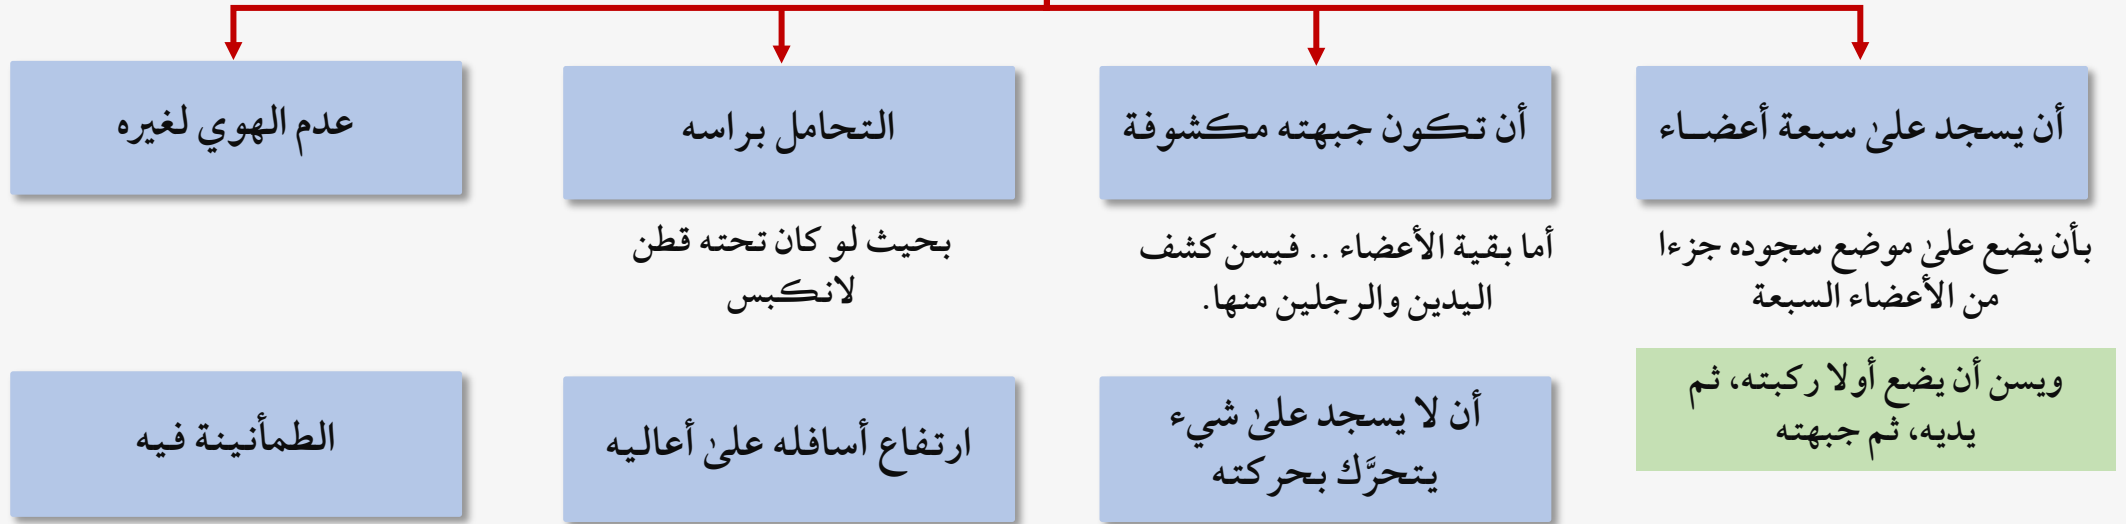 أن يسجد علىٰ سبعة أعضاء
بأن يضع علىٰ موضع سجوده جزءا
من الأعضاء السبعة
ويسن أن يضع أولا ركبته، ثم
يديه، ثم جبهته
أن تكون جبهته مكشوفة
أما بقية الأعضاء .. فيسن كشف
اليدين والرجلين منها.
التحامل براسه
بحيث لو كان تحته قطن
لانكبس
عدم الهوي لغيره
أن لا يسجد علىٰ شيء
يتحرَّك بحركته
ارتفاع أسافله علىٰ أعاليه
الطمأنينة فيه